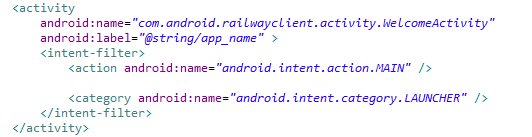 <activity
android:name="com.android.railwayclient.activity.WelcomeActivity"
android:label="@string/app_name" >
<intent-filter>
<action android:name="android.intent.action.MAIN" />
<category android:name="android.intent.category.LAUNCHER" />
</intent-filter>
</activity>